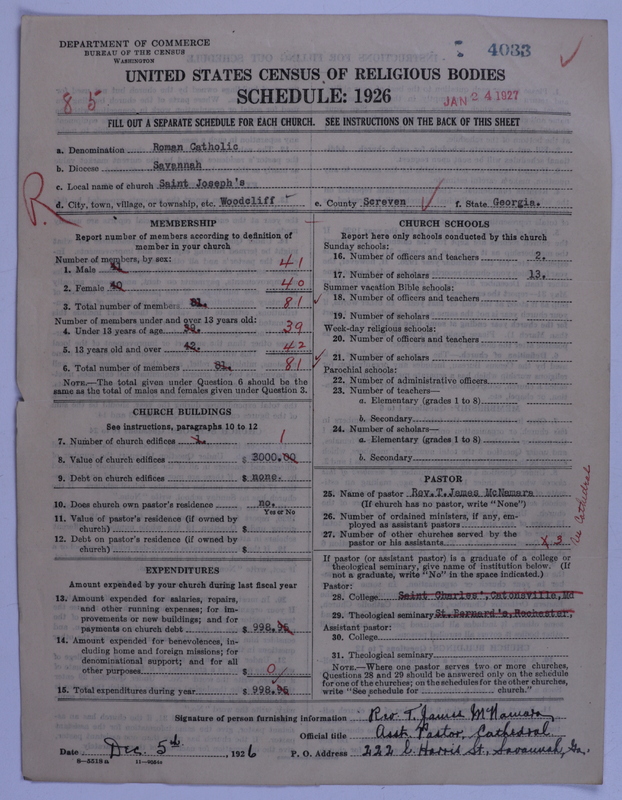 DEPARTMENT OF COMMERCE
BUREAU OF THE CENSUS
WASHINGTON
4033
UNITED STATES CENSUS OF RELIGIOUS BODIES
SCHEDULE: 1926
85
JAN 24 1927
FILL OUT A SEPARATE SCHEDULE FOR EACH CHURCH. SEE INSTRUCTIONS ON THE BACK OF THIS SHEET
a. Denomination Roman Catholic
b. Diocese Savannah
c. Local name of church Saint Joseph's
R
d. City, town, village, or township, etc. Woodcliff e. County Screven f. State Georgia.
MEMBERSHIP
Report number of members according to definition of
member in your church
Number of members, by sex:
1. Male 41 41
2. Female 40 40
3. Total number of members 81. 81
Number of members under and over 13 years old:
4. Under 13 years of age 39. 39
5. 13 years old and over 42. 42
6. Total number of members 81. 81
NOTE.—The total given under Question 6 should be the
same as the total of males and females given under Question 3.
CHURCH BUILDINGS
See instructions, paragraphs 10 to 12
7. Number of church edifices 1. 1
8. Value of church edifices $ 3000.00
9. Debt on church edifices $ none.
10. Does church own pastor's residence no.
Yes or No
11. Value of pastor's residence (if owned by
church) $
12. Debt on pastor's residence (if owned by
church) $
EXPENDITURES
Amount expended by your church during last fiscal year
13. Amount expended for salaries, repairs,
and other running expenses; for im-
provements or new buildings; and for
payments on church debt $ 998.
14. Amount expended for benevolences, in-
cluding home and foreign missions; for
denominational support; and for all
other purposes $ 0
15. Total expenditures during year $ 998.
CHURCH SCHOOLS
Report here only schools conducted by this church
Sunday schools:
16. Number of officers and teachers 2.
17. Number of scholars 13.
Summer vacation Bible schools:
18. Number of officers and teachers
19. Number of scholars
Week-day religious schools:
20. Number of officers and teachers
21. Number of scholars
Parochial schools:
22. Number of administrative officers
23. Number of teachers—
a. Elementary (grades 1 to 8)
b. Secondary
24. Number of scholars—
a. Elementary (grades 1 to 8)
b. Secondary
PASTOR
25. Name of pastor Rev. T. James McNamara
(If church has no pastor, write "None")
26. Number of ordained ministers, if any, em-
ployed as assistant pastors
27. Number of other churches served by the
pastor or his assistants 3
Cathedral
If pastor (or assistant pastor) is a graduate of a college or
theological seminary, give name of institution below. (If
not a graduate, write "No" in the space indicated.)
Pastor:
28. College Saint Charles', Catonsville, Md
29. Theological seminary St. Bernard's, Rochester,
Assistant pastor:
30. College
31. Theological seminary
NOTE.—Where one pastor serves two or more churches,
Questions 28 and 29 should be answered only on the schedule
for one of the churches; on the schedules for the other churches,
write "See schedule for church."
Signature of person furnishing information Rev. T. James McNamara
Official title Asst. Pastor, Cathedral
Date Dec. 5th, 1926 P. O. Address 222 E. Harris St., Savannah, Ga.
8-5519a